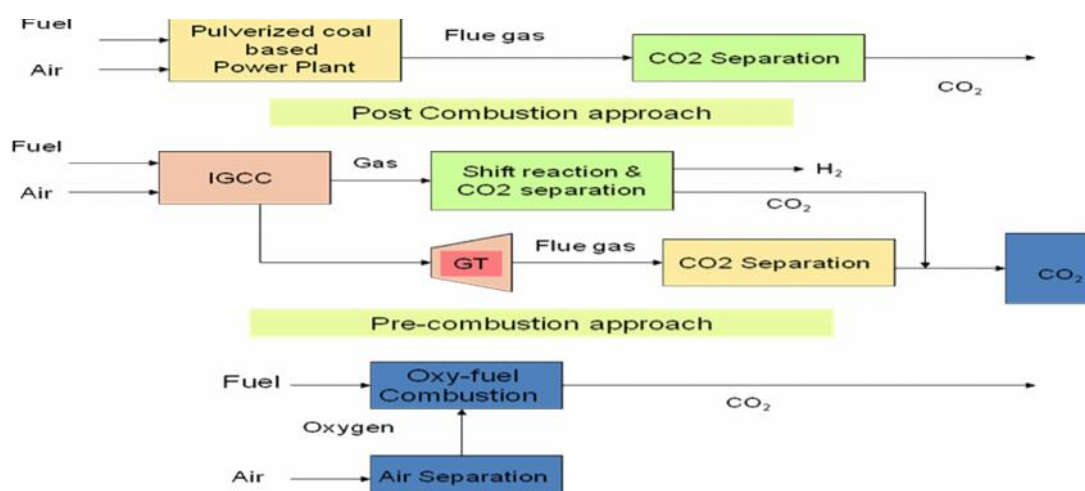 Fuel
Pulverized coal
based
Power Plant
Flue gas
CO2 Separation
Air
CO₂
Post Combustion approach
Fuel
IGCC
Gas
Shift reaction &
CO2 separation
H₂
Air
CO₂
GT
Flue gas
CO2 Separation
CO₂
Pre-combustion approach
Fuel
Oxy-fuel
Combustion
CO₂
Oxygen
Air
Air Separation